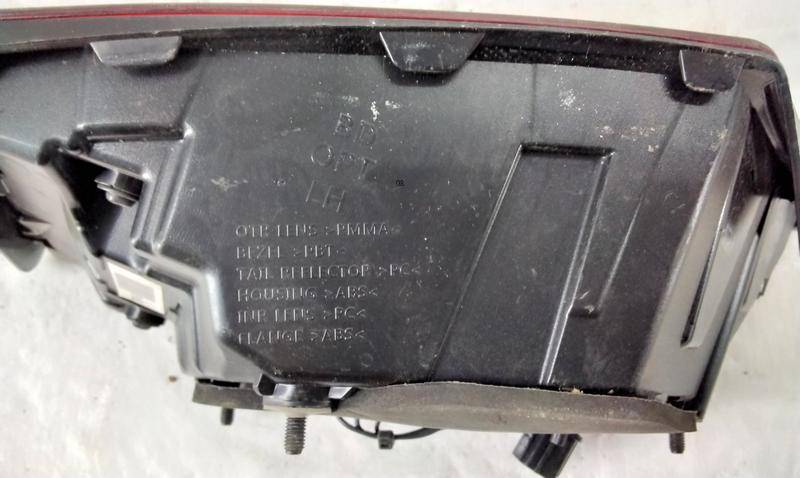 BD
OPT
LH
OTR LENS >PMMA<
BEZEL >PBT<
TAIL REFLECTOR >PC<
HOUSING >ABS<
INR LENS >PC<
FLANGE >ABS<